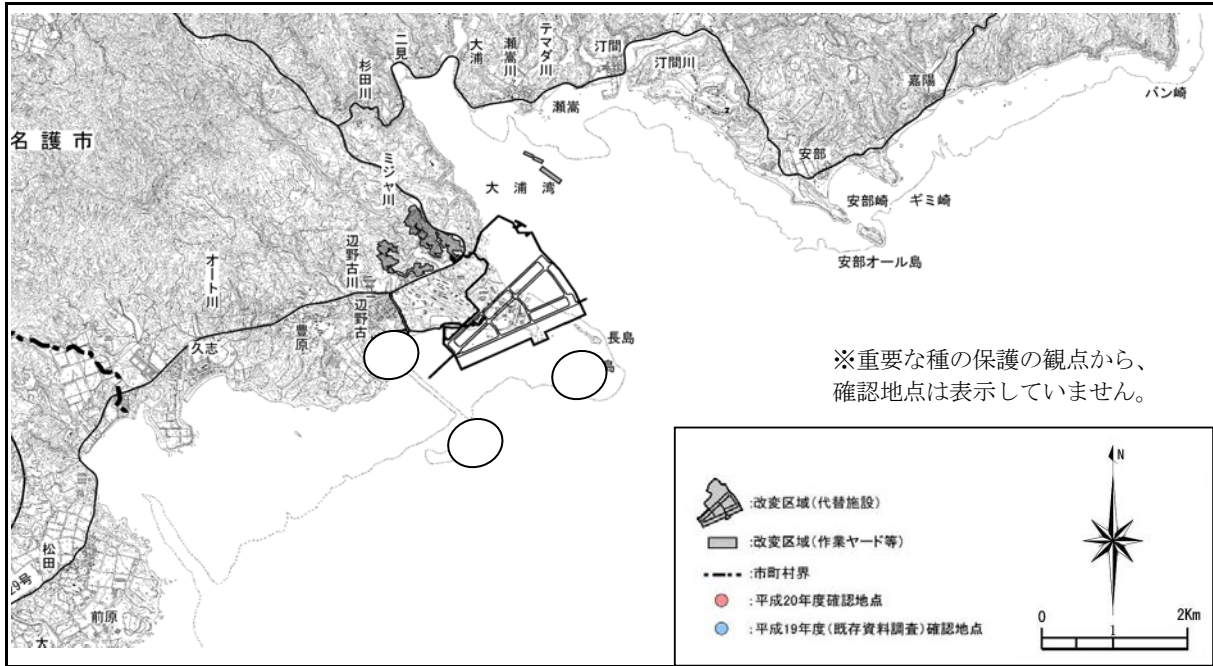 二見
大浦
瀬嵩川
テマダ川
汀間
汀間川
杉田川
瀬嵩
嘉陽
バン崎
名護市
安部
ミジャ川
大浦湾
安部崎
ギミ崎
安部オール島
辺野古川
オート川
辺野古
豊原
久志
長島
島
※重要な種の保護の観点から、
確認地点は表示していません。
:改変区域(代替施設)
:改変区域(作業ヤード等)
:市町村界
:平成20年度確認地点
:平成19年度(既存資料調査)確認地点
N
0 1 2Km
松田
29号
前原